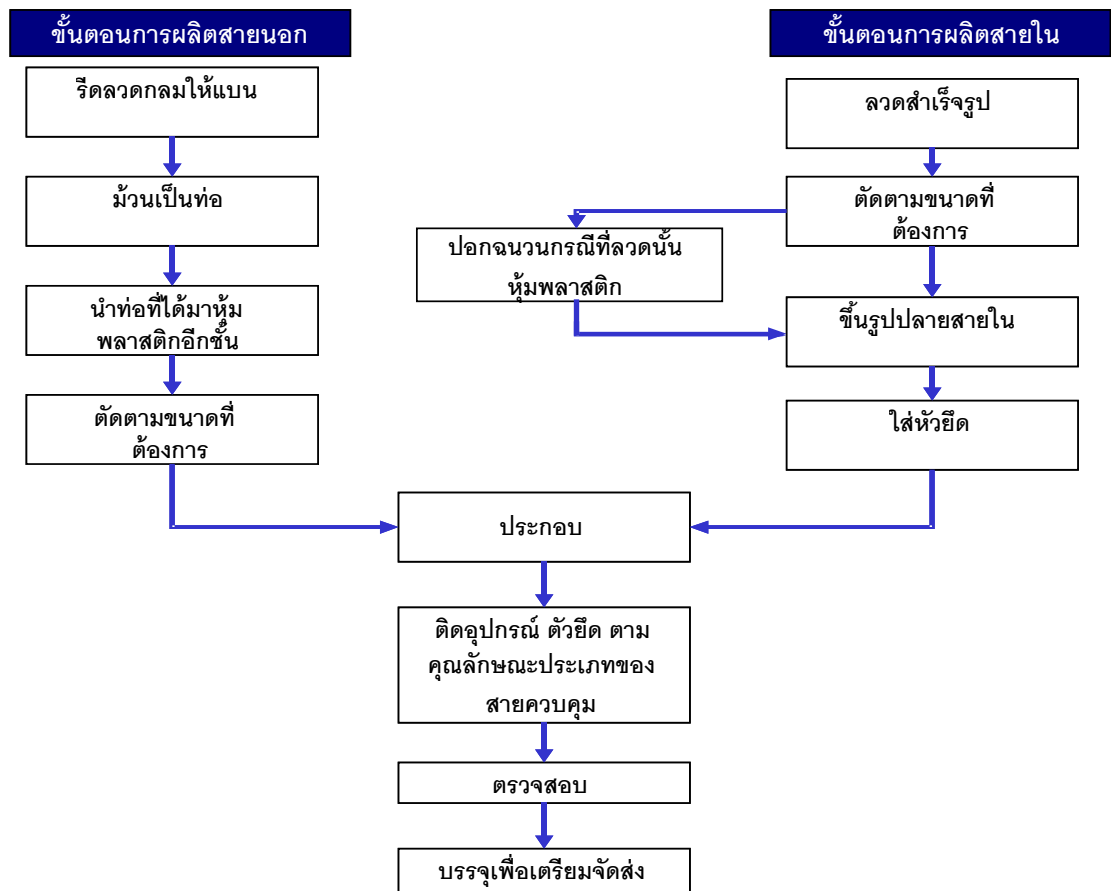 ขั้นตอนการผลิตสายนอก
รีดลวดกลมให้แบน
ม้วนเป็นท่อ
นำท่อที่ได้มาหุ้ม
พลาสติกอีกชั้น
ตัดตามขนาดที่
ต้องการ
ขั้นตอนการผลิตสายใน
ลวดสำเร็จรูป
ตัดตามขนาดที่
ต้องการ
ปอกฉนวนกรณีที่ลวดนั้น
หุ้มพลาสติก
ขึ้นรูปปลายสายใน
ใส่หัวยึด
ประกอบ
ติดอุปกรณ์ ตัวยึด ตาม
คุณลักษณะประเภทของ
สายควบคุม
ตรวจสอบ
บรรจุเพื่อเตรียมจัดส่ง